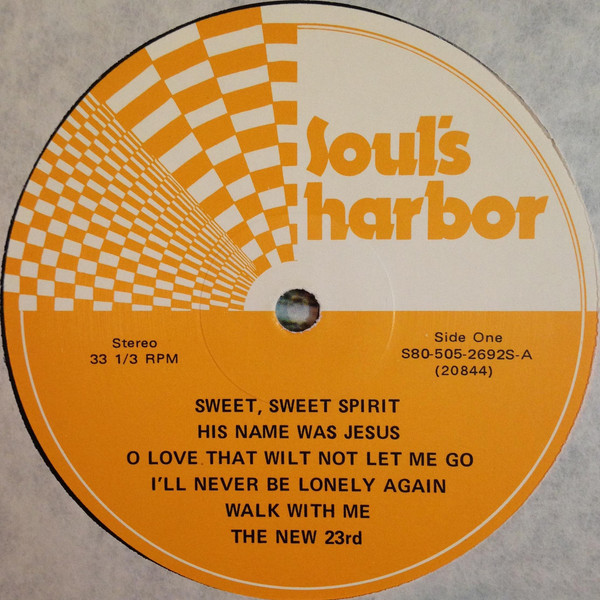 Soul's
harbor
Stereo
33 1/3 RPM
Side One
S80-505-2692S-A
(20844)
SWEET, SWEET SPIRIT
HIS NAME WAS JESUS
O LOVE THAT WILT NOT LET ME GO
I'LL NEVER BE LONELY AGAIN
WALK WITH ME
THE NEW 23rd